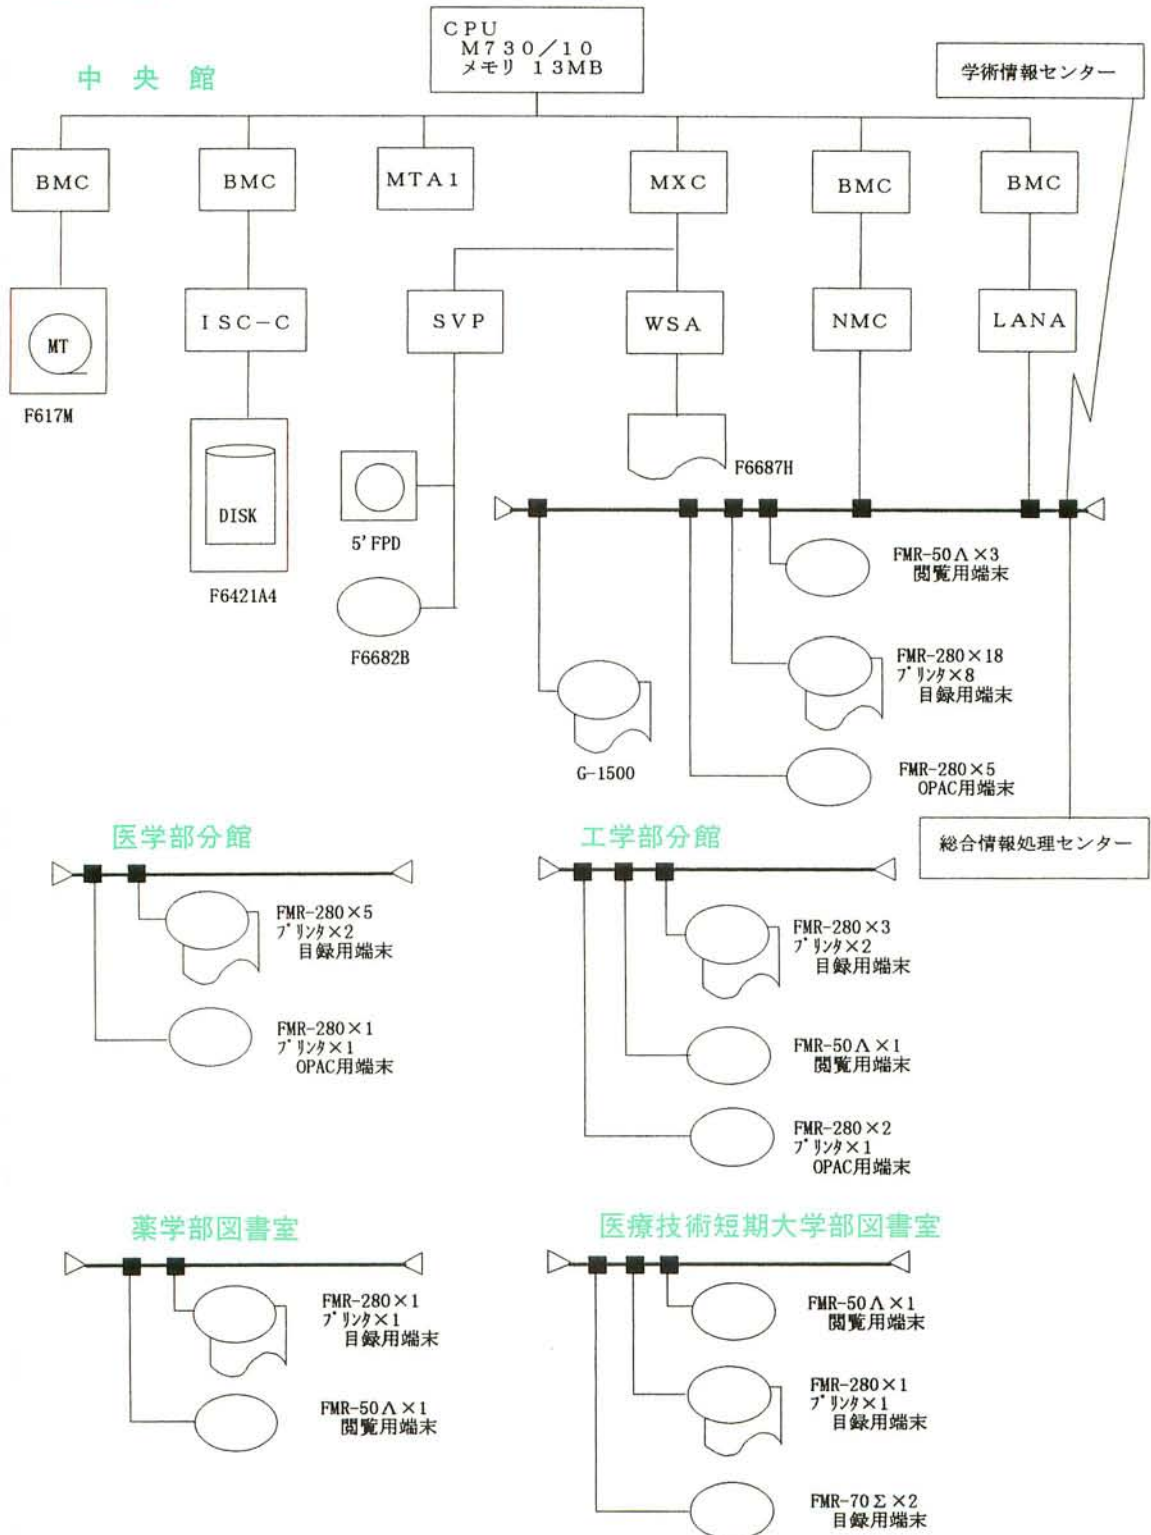 CPU
M730/10
メモリ 13MB
中央館
学術情報センター
BMC
BMC
MTA1
MXC
BMC
BMC
MT
F617M
ISC-C
SVP
WSA
NMC
LANA
DISK
F6421A4
5'FPD
F6682B
F6687H
FMR-50Λ×3
閲覧用端末
FMR-280×18
プリンタ×8
目録用端末
G-1500
FMR-280×5
OPAC用端末
総合情報処理センター
医学部分館
FMR-280×5
プリンタ×2
目録用端末
FMR-280×1
プリンタ×1
OPAC用端末
工学部分館
FMR-280×3
プリンタ×2
目録用端末
FMR-50Λ×1
閲覧用端末
FMR-280×2
プリンタ×1
OPAC用端末
薬学部図書室
FMR-280×1
プリンタ×1
目録用端末
FMR-50Λ×1
閲覧用端末
医療技術短期大学部図書室
FMR-50Λ×1
閲覧用端末
FMR-280×1
プリンタ×1
目録用端末
FMR-70Σ×2
目録用端末